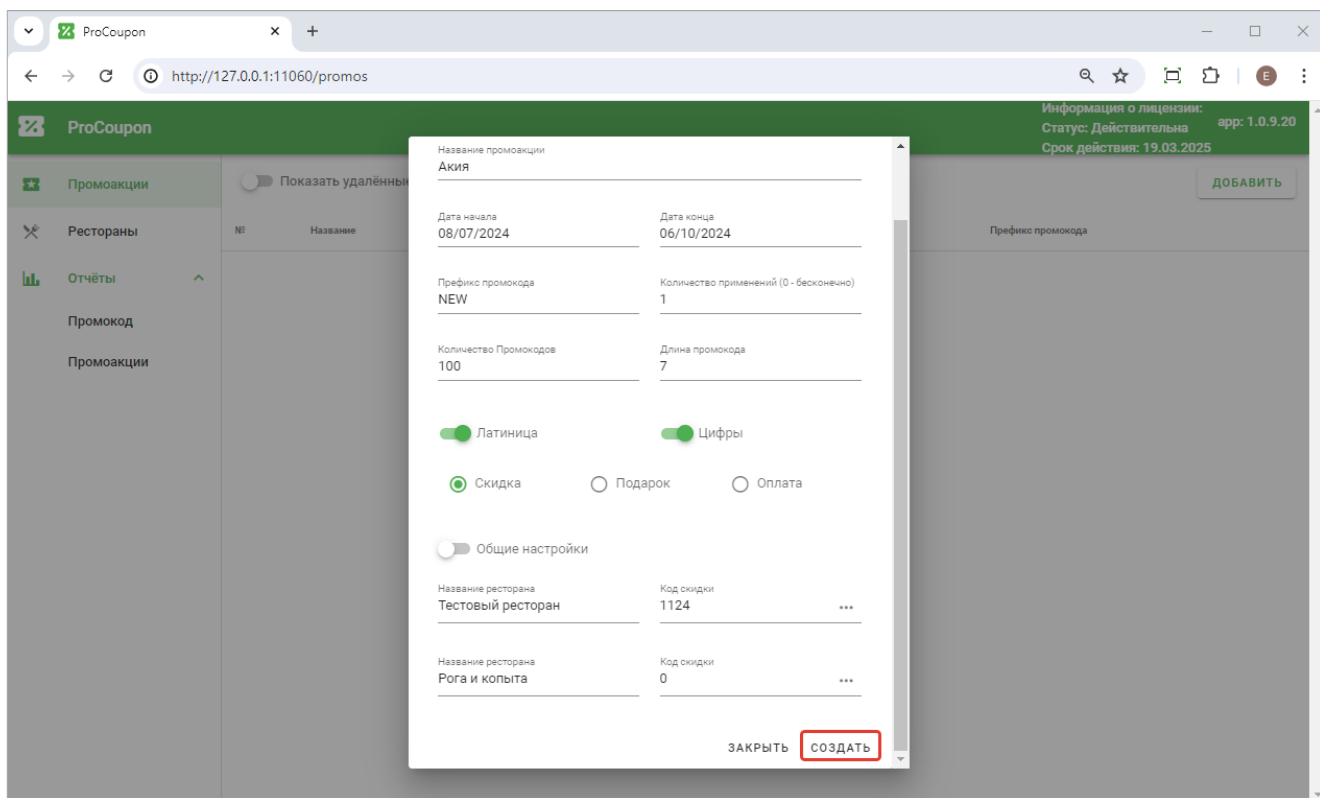 ProCoupon
http://127.0.0.1:11060/promos
E
ProCoupon
Информация о лицензии:
Статус: Действительна
Срок действия: 19.03.2025
app: 1.0.9.20
Промоакции
Рестораны
Отчёты
Промокод
Промоакции
Показать удалённы
ДОБАВИТЬ
№ Название Префикс промокода
Название промоакции
Акия
Дата начала Дата конца
08/07/2024 06/10/2024
Префикс промокода Количество применений (0 - бесконечно)
NEW 1
Количество Промокодов Длина промокода
100 7
Латиница Цифры
Скидка Подарок Оплата
Общие настройки
Название ресторана Код скидки
Тестовый ресторан 1124 ...
Название ресторана Код скидки
Рога и копыта 0 ...
ЗАКРЫТЬ СОЗДАТЬ